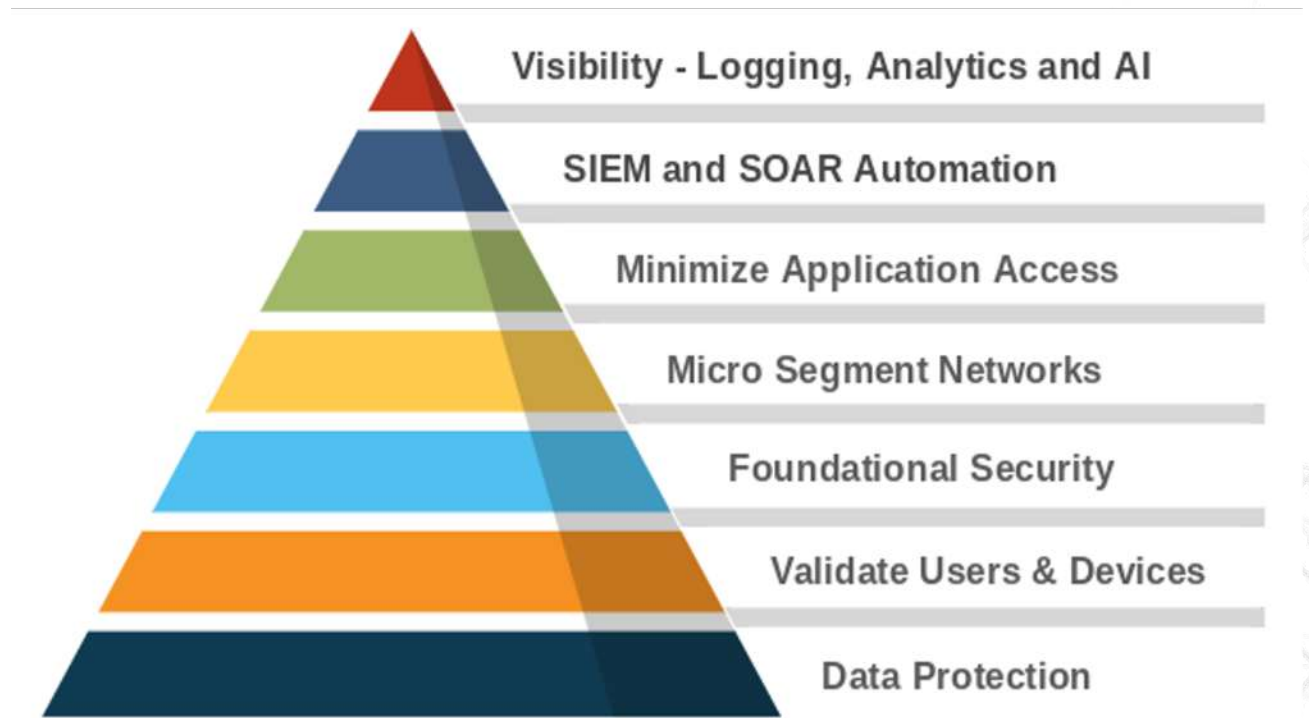 Visibility - Logging, Analytics and AI
SIEM and SOAR Automation
Minimize Application Access
Micro Segment Networks
Foundational Security
Validate Users & Devices
Data Protection